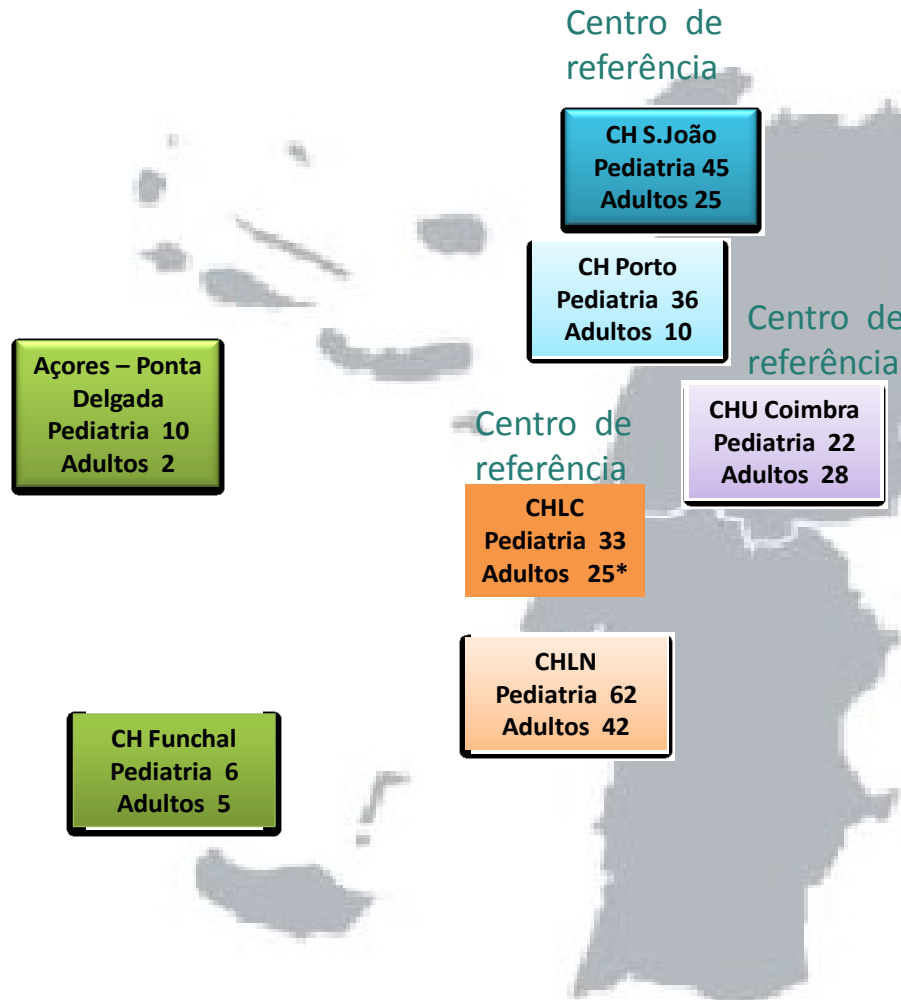 Centro de
referência
CH S.João
Pediatria 45
Adultos 25
CH Porto
Pediatria 36
Adultos 10
Centro de
referência
Açores – Ponta
Delgada
Pediatria 10
Adultos 2
CHU Coimbra
Pediatria 22
Adultos 28
Centro de
referência
CHLC
Pediatria 33
Adultos 25*
CHLN
Pediatria 62
Adultos 42
CH Funchal
Pediatria 6
Adultos 5